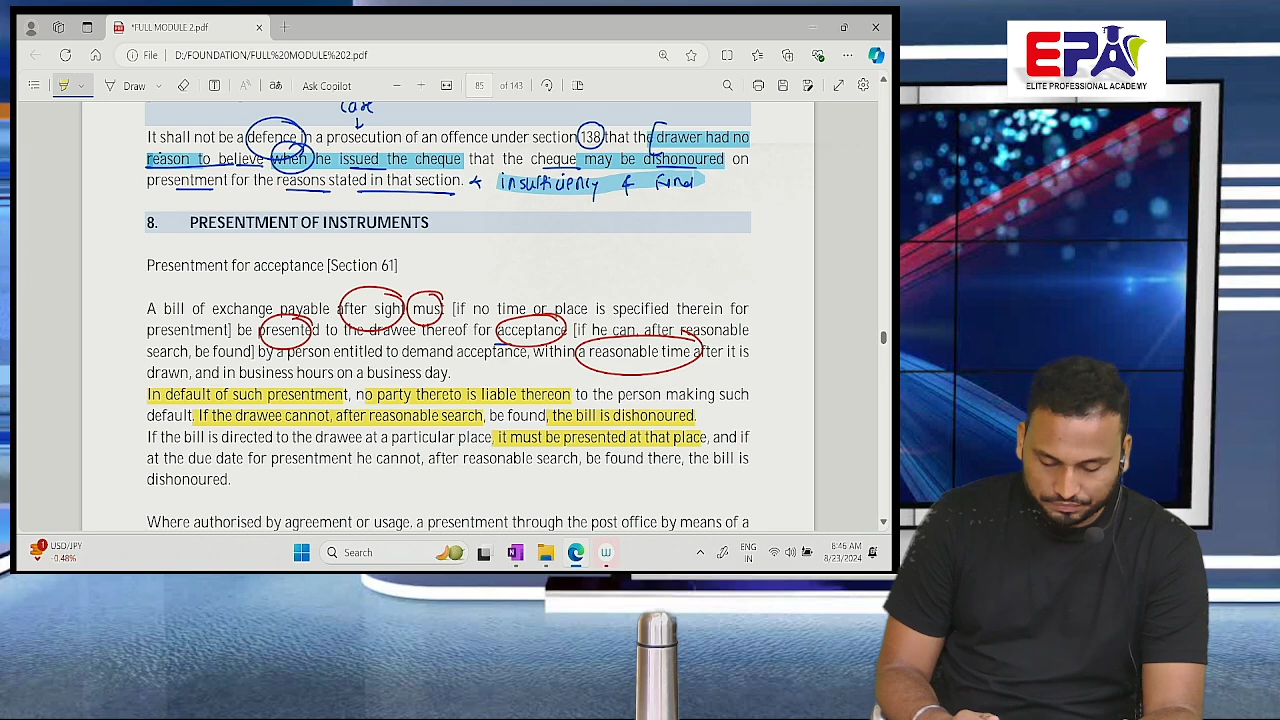 *FULL MODULE 2.pdf
File
D:/FOUNDATION/FULL%20MODULE
Draw
Ask Copilot
85 of 143
case
It shall not be a defence in a prosecution of an offence under section 138 that the drawer had no
reason to believe when he issued the cheque that the cheque may be dishonoured on
presentment for the reasons stated in that section.
insufficiency
Fund
8. PRESENTMENT OF INSTRUMENTS
Presentment for acceptance [Section 61]
A bill of exchange payable after sight must [if no time or place is specified therein for
presentment] be presented to the drawee thereof for acceptance [if he can, after reasonable
search, be found] by a person entitled to demand acceptance, within a reasonable time after it is
drawn, and in business hours on a business day.
In default of such presentment, no party thereto is liable thereon to the person making such
default. If the drawee cannot, after reasonable search, be found, the bill is dishonoured.
If the bill is directed to the drawee at a particular place, it must be presented at that place, and if
at the due date for presentment he cannot, after reasonable search, be found there, the bill is
dishonoured.
Where authorised by agreement or usage, a presentment through the post office by means of a
USD/JPY
0.48%
Search
ENG
IN
8:46 AM
8/23/2024
EPA
ELITE PROFESSIONAL ACADEMY